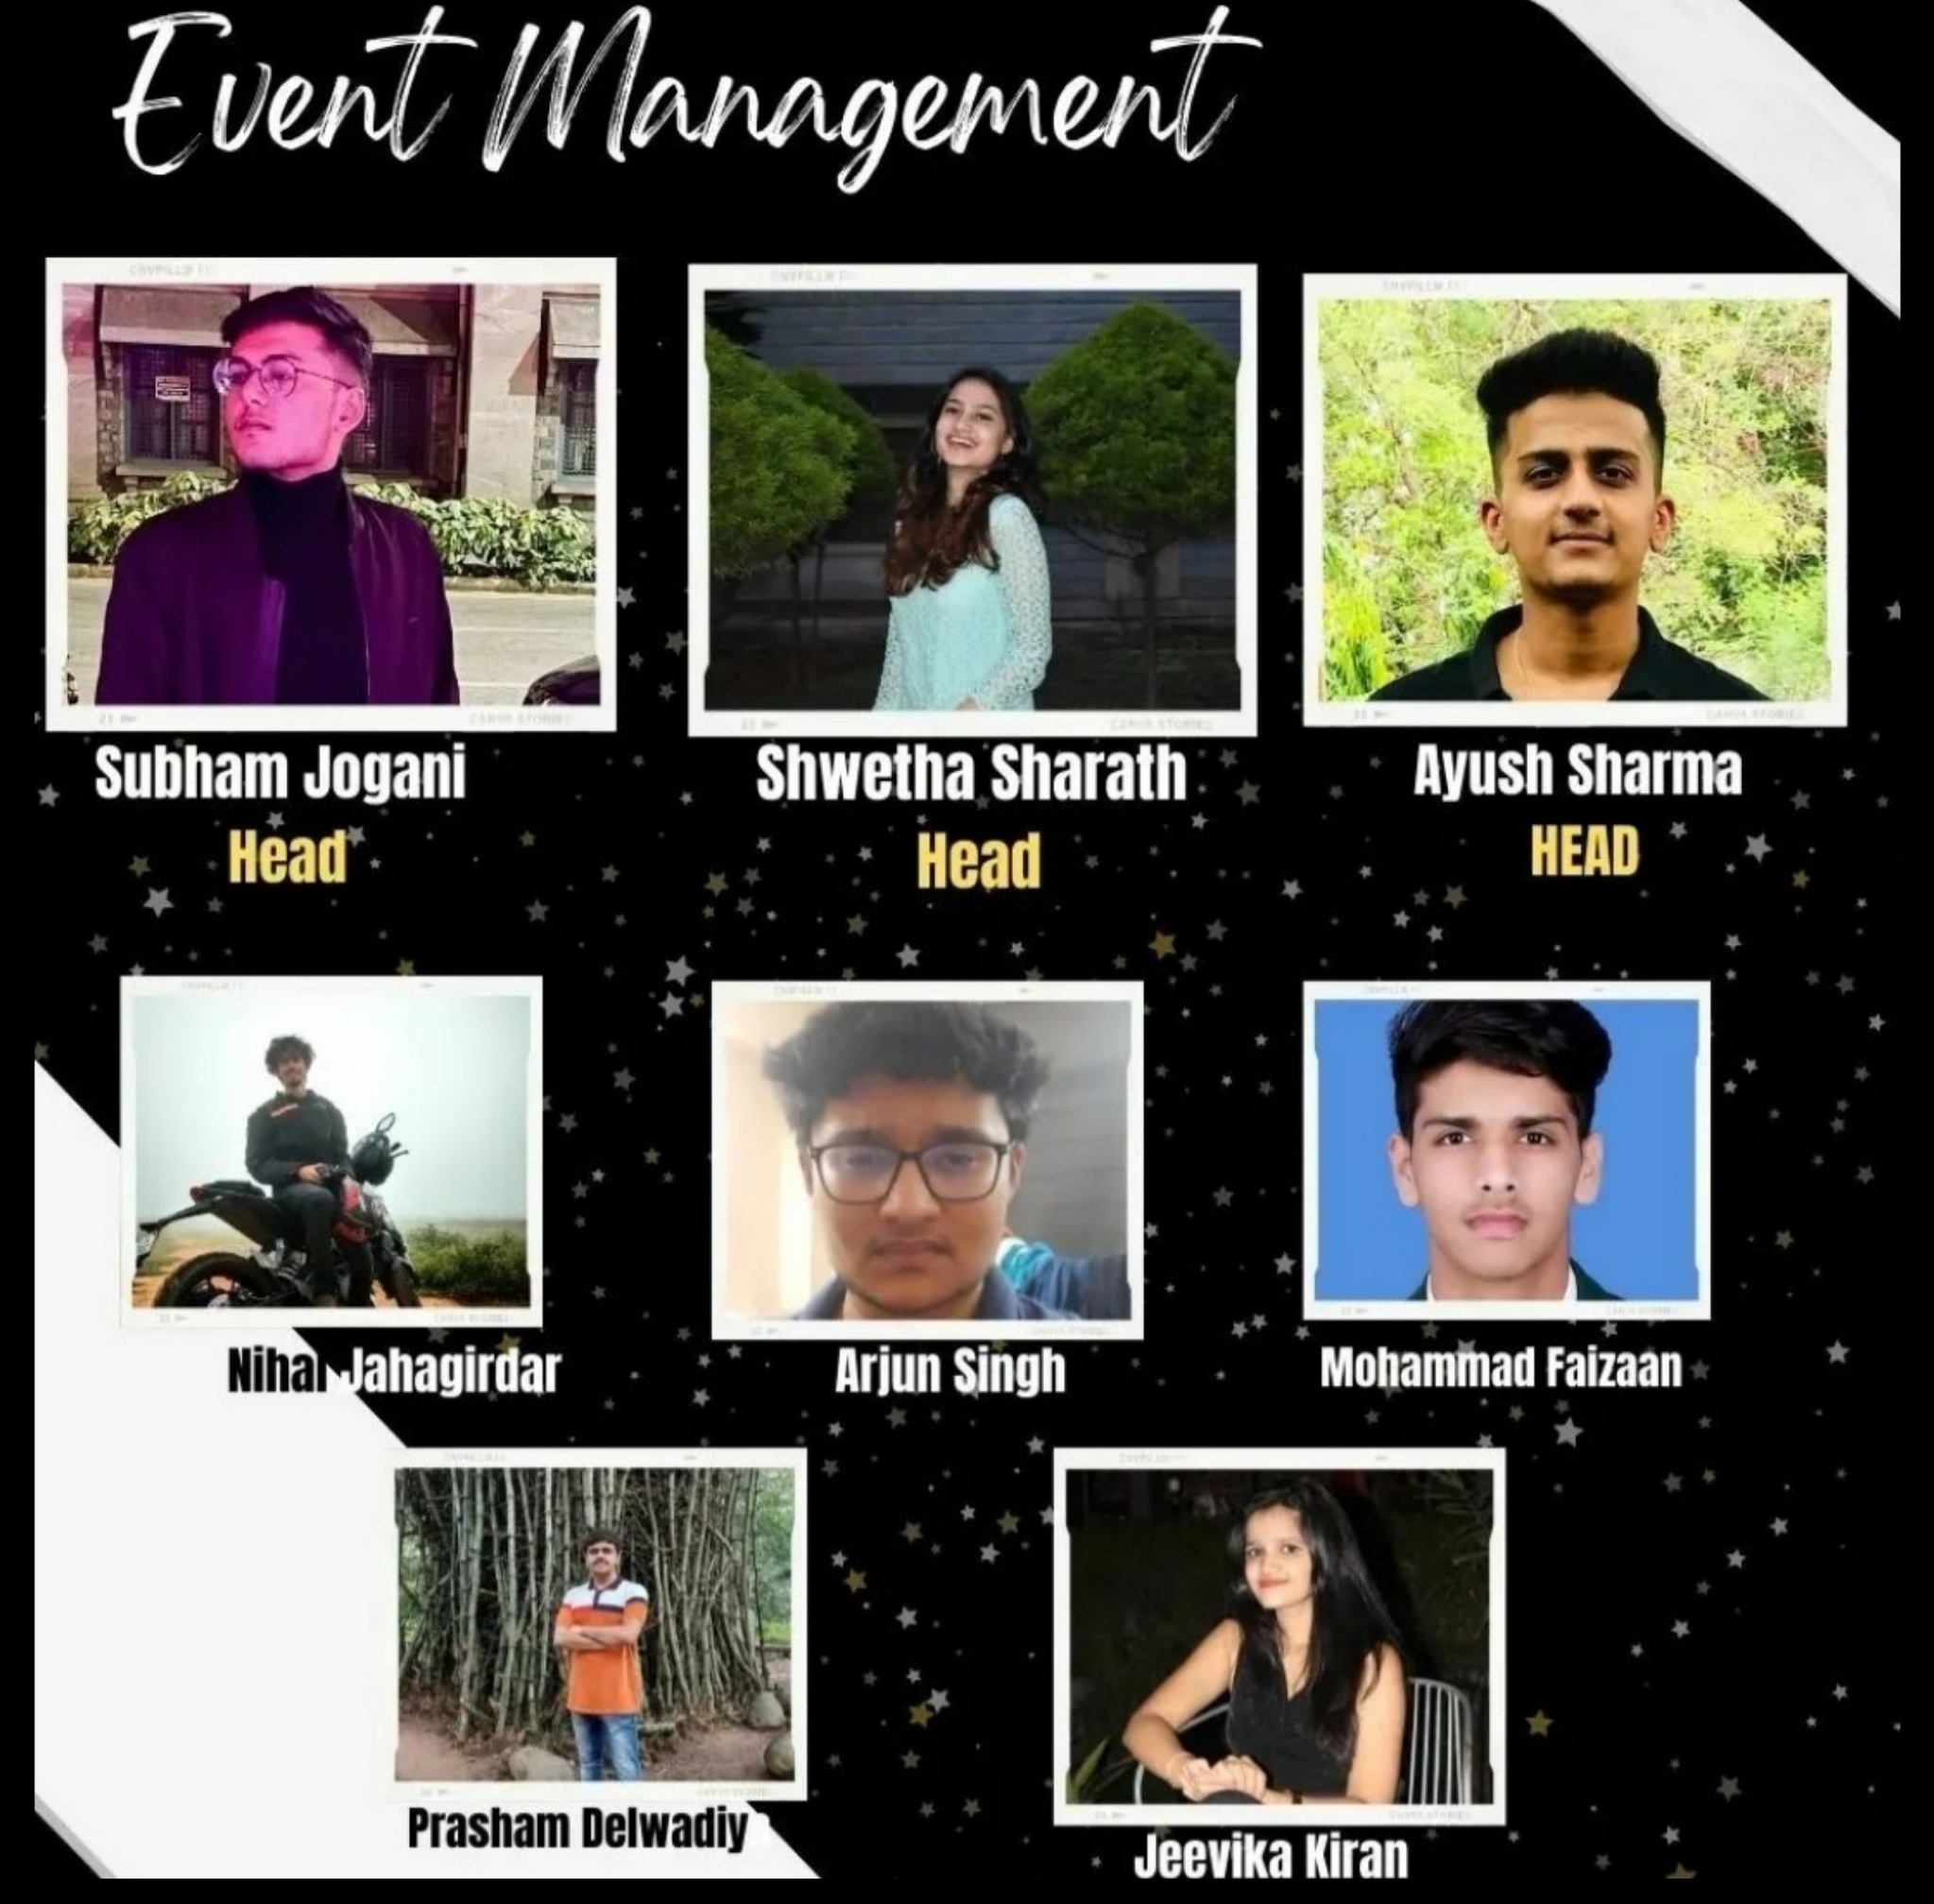 Event Management
Subham Jogani
Shwetha Sharath
Ayush Sharma
Head
Head
HEAD
Nihal Jahagirdar
Arjun Singh
Mohammad Faizaan
Prasham Delwadiy
Jeevika Kiran